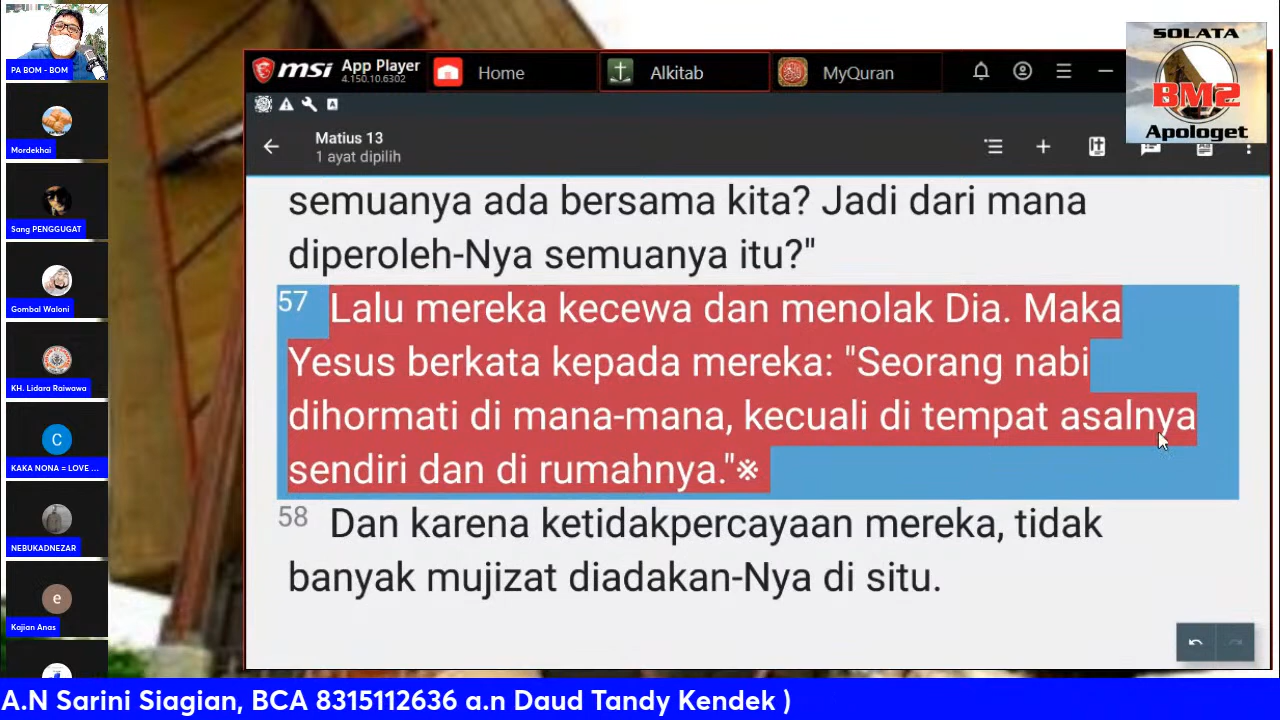 PA BOM - BOM
Mordekhai
Sang PENGGUGAT
Gombal Waloni
KH. Lidara Raiwawa
C
KAKA NONA = LOVE ...
NEBUKADNEZAR
e
Kajian Anas
msi App Player
4.150.10.6302
Home
Alkitab
MyQuran
SOLATA
BM2
Apologet
Matius 13
1 ayat dipilih
semuanya ada bersama kita? Jadi dari mana
diperoleh-Nya semuanya itu?"
57 Lalu mereka kecewa dan menolak Dia. Maka
Yesus berkata kepada mereka: "Seorang nabi
dihormati di mana-mana, kecuali di tempat asalnya
sendiri dan di rumahnya."※
58 Dan karena ketidakpercayaan mereka, tidak
banyak mujizat diadakan-Nya di situ.
A.N Sarini Siagian, BCA 8315112636 a.n Daud Tandy Kendek )